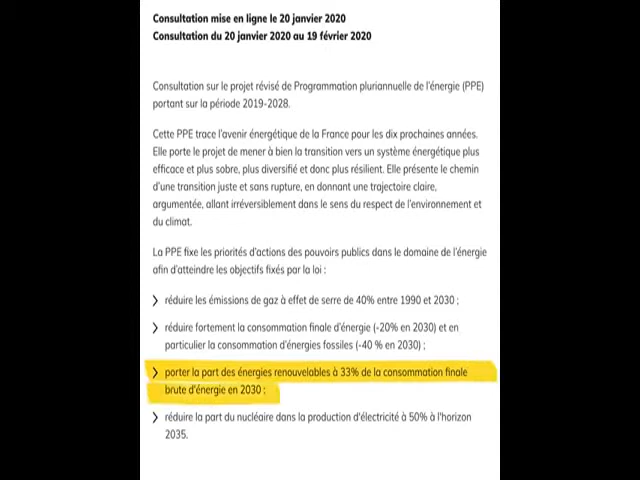 Consultation mise en ligne le 20 janvier 2020
Consultation du 20 janvier 2020 au 19 février 2020
Consultation sur le projet révisé de Programmation pluriannuelle de l'énergie (PPE)
portant sur la période 2019-2028.
Cette PPE trace l'avenir énergétique de la France pour les dix prochaines années.
Elle porte le projet de mener à bien la transition vers un système énergétique plus
efficace et plus sobre, plus diversifié et donc plus résilient. Elle présente le chemin
d'une transition juste et sans rupture, en donnant une trajectoire claire,
argumentée, allant irréversiblement dans le sens du respect de l'environnement et
du climat.
La PPE fixe les priorités d'actions des pouvoirs publics dans le domaine de l'énergie
afin d'atteindre les objectifs fixés par la loi :
réduire les émissions de gaz à effet de serre de 40% entre 1990 et 2030 ;
réduire fortement la consommation finale d'énergie (-20% en 2030) et en
particulier la consommation d'énergies fossiles (-40 % en 2030) ;
porter la part des énergies renouvelables à 33% de la consommation finale
brute d'énergie en 2030 ;
réduire la part du nucléaire dans la production d'électricité à 50% à l'horizon
2035.